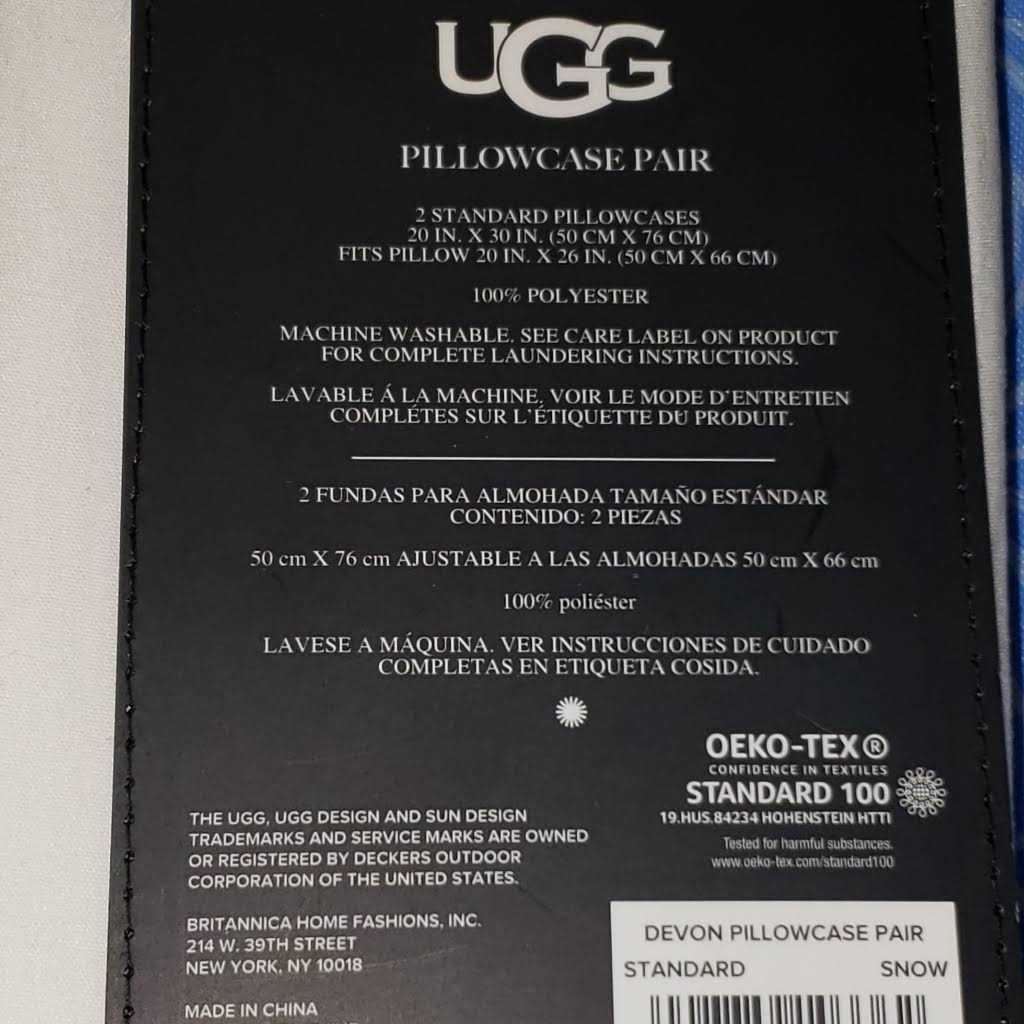 UGG
PILLOWCASE PAIR
2 STANDARD PILLOWCASES
20 IN. X 30 IN. (50 CM X 76 CM)
FITS PILLOW 20 IN. X 26 IN. (50 CM X 66 CM)
100% POLYESTER
MACHINE WASHABLE. SEE CARE LABEL ON PRODUCT
FOR COMPLETE LAUNDERING INSTRUCTIONS.
LAVABLE Á LA MACHINE. VOIR LE MODE D'ENTRETIEN
COMPLÉTES SUR L'ÉTIQUETTE DU PRODUIT.
2 FUNDAS PARA ALMOHADA TAMAÑO ESTÁNDAR
CONTENIDO: 2 PIEZAS
50 cm X 76 cm AJUSTABLE A LAS ALMOHADAS 50 cm X 66 cm
100% poliéster
LAVESE A MÁQUINA. VER INSTRUCCIONES DE CUIDADO
COMPLETAS EN ETIQUETA COSIDA.
OEKO-TEX®
CONFIDENCE IN TEXTILES
STANDARD 100
19.HUS.84234 HOHENSTEIN HTTI
Tested for harmful substances.
www.oeko-tex.com/standard100
THE UGG, UGG DESIGN AND SUN DESIGN
TRADEMARKS AND SERVICE MARKS ARE OWNED
OR REGISTERED BY DECKERS OUTDOOR
CORPORATION OF THE UNITED STATES.
BRITANNICA HOME FASHIONS, INC.
214 W. 39TH STREET
NEW YORK, NY 10018
MADE IN CHINA
DEVON PILLOWCASE PAIR
STANDARD SNOW